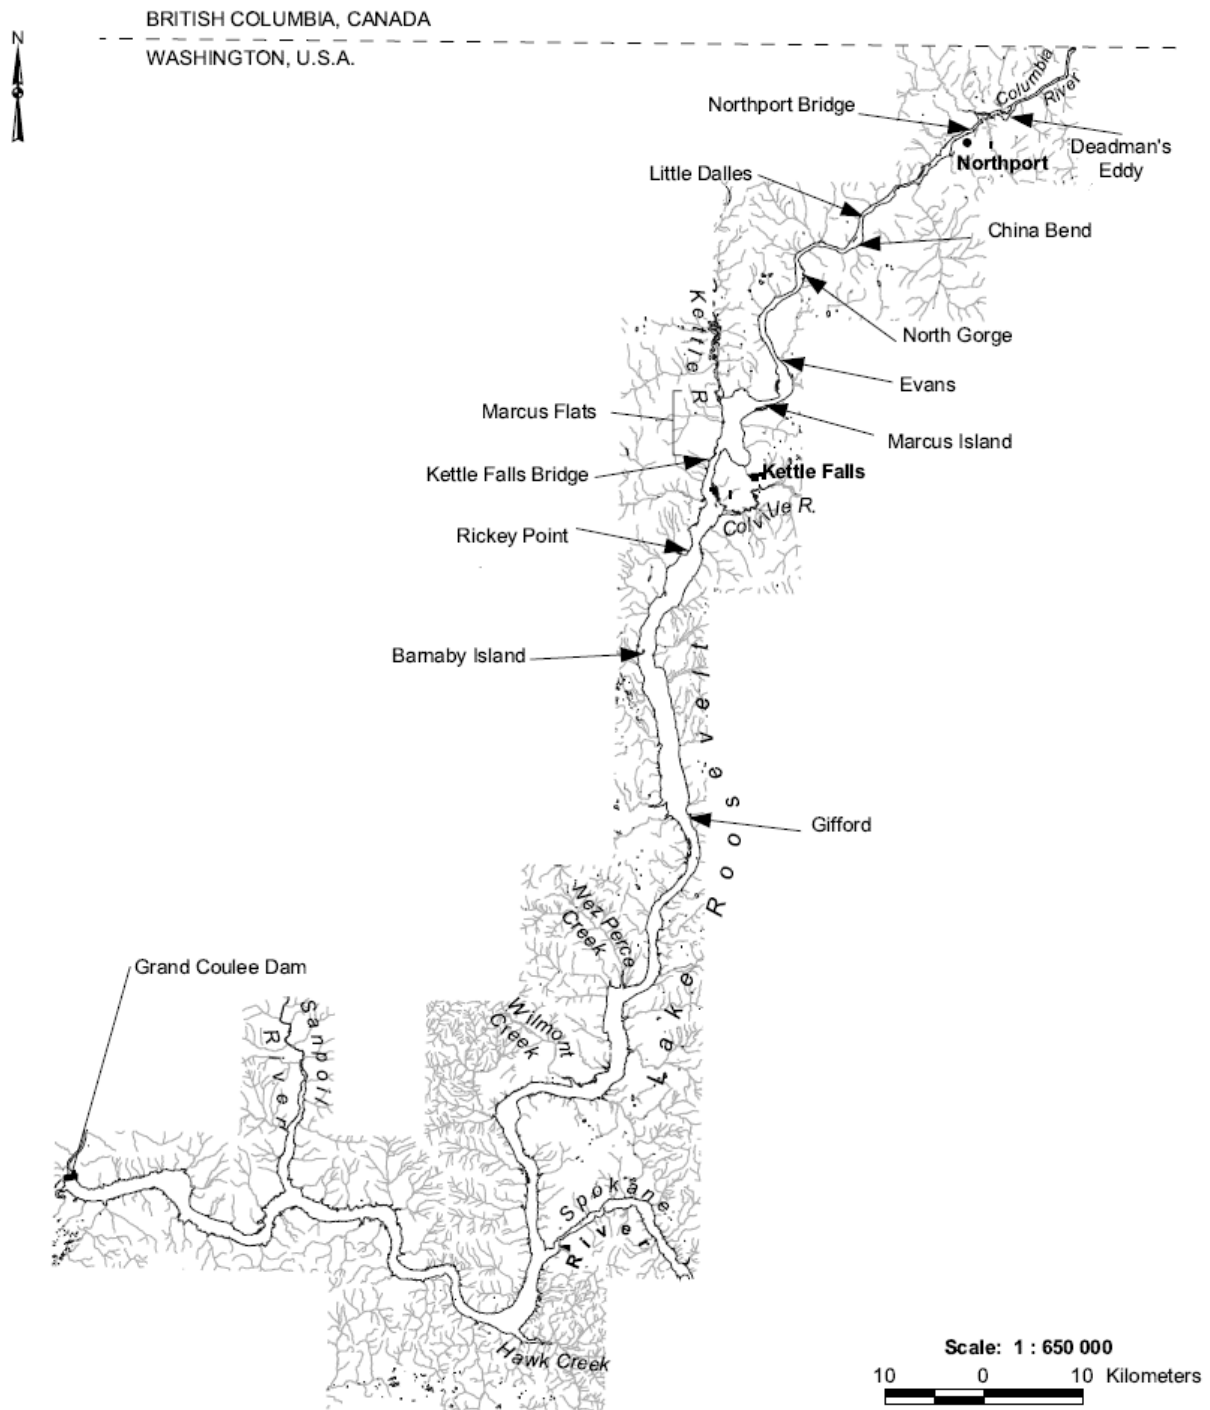 BRITISH COLUMBIA, CANADA
WASHINGTON, U.S.A.
N
Columbia
River
Northport Bridge
Deadman's
Eddy
Northport
Little Dalles
China Bend
Kettle R.
North Gorge
Evans
Marcus Flats
Marcus Island
Kettle Falls Bridge
Kettle Falls
Colville R.
Rickey Point
Barnaby Island
Lake Roosevelt
Gifford
Wez Perce
Creek
Grand Coulee Dam
Wilmont
Creek
Sanpoil
River
Spokane
River
Hawk Creek
Scale: 1 : 650 000
10 0 10 Kilometers